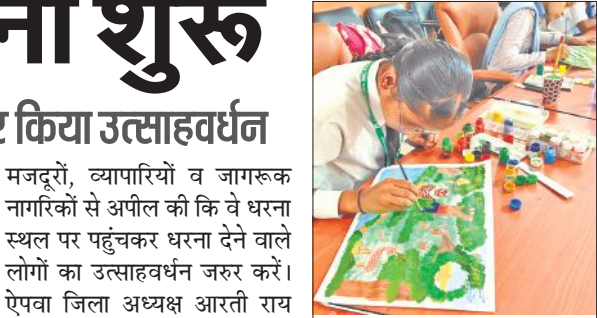 ना शुरू
र किया उत्साहवर्धन
मजदूरों, व्यापारियों व जागरूक
नागरिकों से अपील की कि वे धरना
स्थल पर पहुंचकर धरना देने वाले
लोगों का उत्साहवर्धन जरुर करें।
ऐपवा जिला अध्यक्ष आरती राय